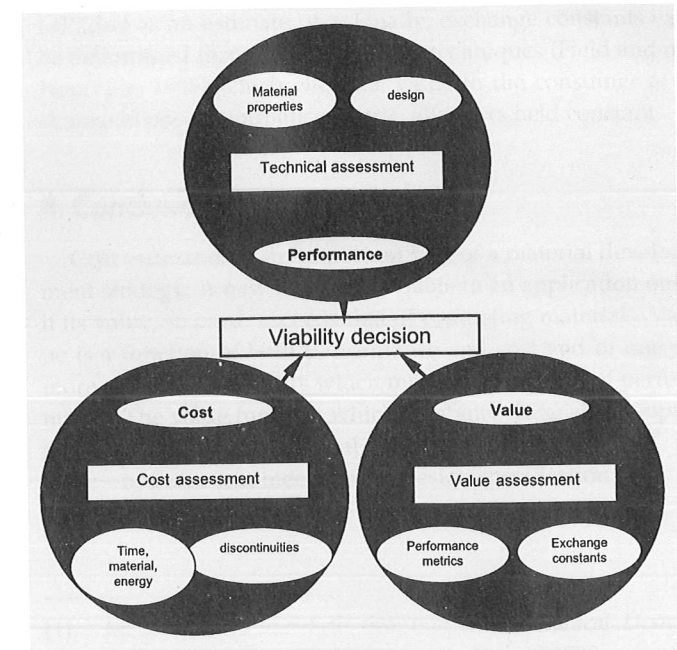 Material
properties
design
Technical assessment
Performance
Viability decision
Cost
Cost assessment
Time,
material,
energy
discontinuities
Value
Value assessment
Performance
metrics
Exchange
constants